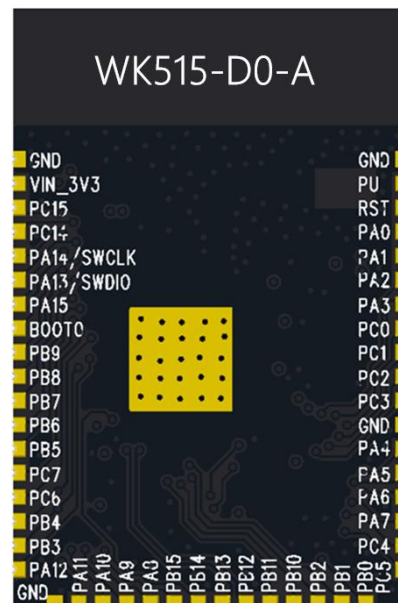 WK515-D0-A
GND
VIN_3V3
PC15
PC14
PA14/SWCLK
PA13/SWDIO
PA15
BOOT0
PB9
PB8
PB7
PB6
PB5
PC7
PC6
PB4
PB3
PA12
GND
PA11
PA10
PA9
PA8
PB15
PB14
PB13
PB12
PB11
PB10
PB2
PB1
PB0
PC5
GND
PU
RST
PA0
PA1
PA2
PA3
PC0
PC1
PC2
PC3
GND
PA4
PA5
PA6
PA7
PC4